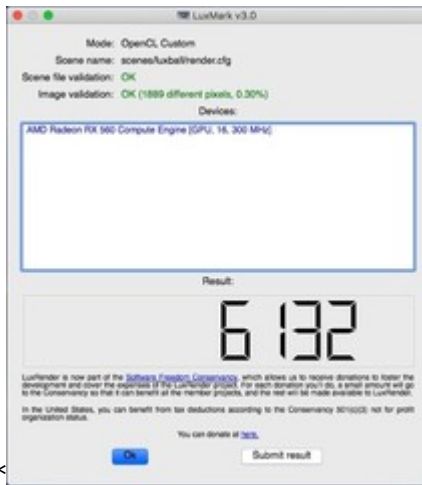 LuxMark v3.0
Mode: OpenCL Custom
Scene name: scenes/luxball/render.cfg
Scene file validation: OK
Image validation: OK (1889 different pixels, 0.30%)
Devices:
AMD Radeon RX 560 Compute Engine [GPU, 16, 300 MHz]
Result:
6132
LuxRender is now part of the Software Freedom Conservancy, which allows us to receive donations to foster the
development and cover the expenses of the LuxRender project. For each donation you'll do, a small amount will go
to the Conservancy so that it can benefit all the member projects, and the rest will be made available to LuxRender.
In the United States, you can benefit from tax deductions according to the Conservancy 501(c)(3) not for profit
organization status.
You can donate at here.
Ok
Submit result